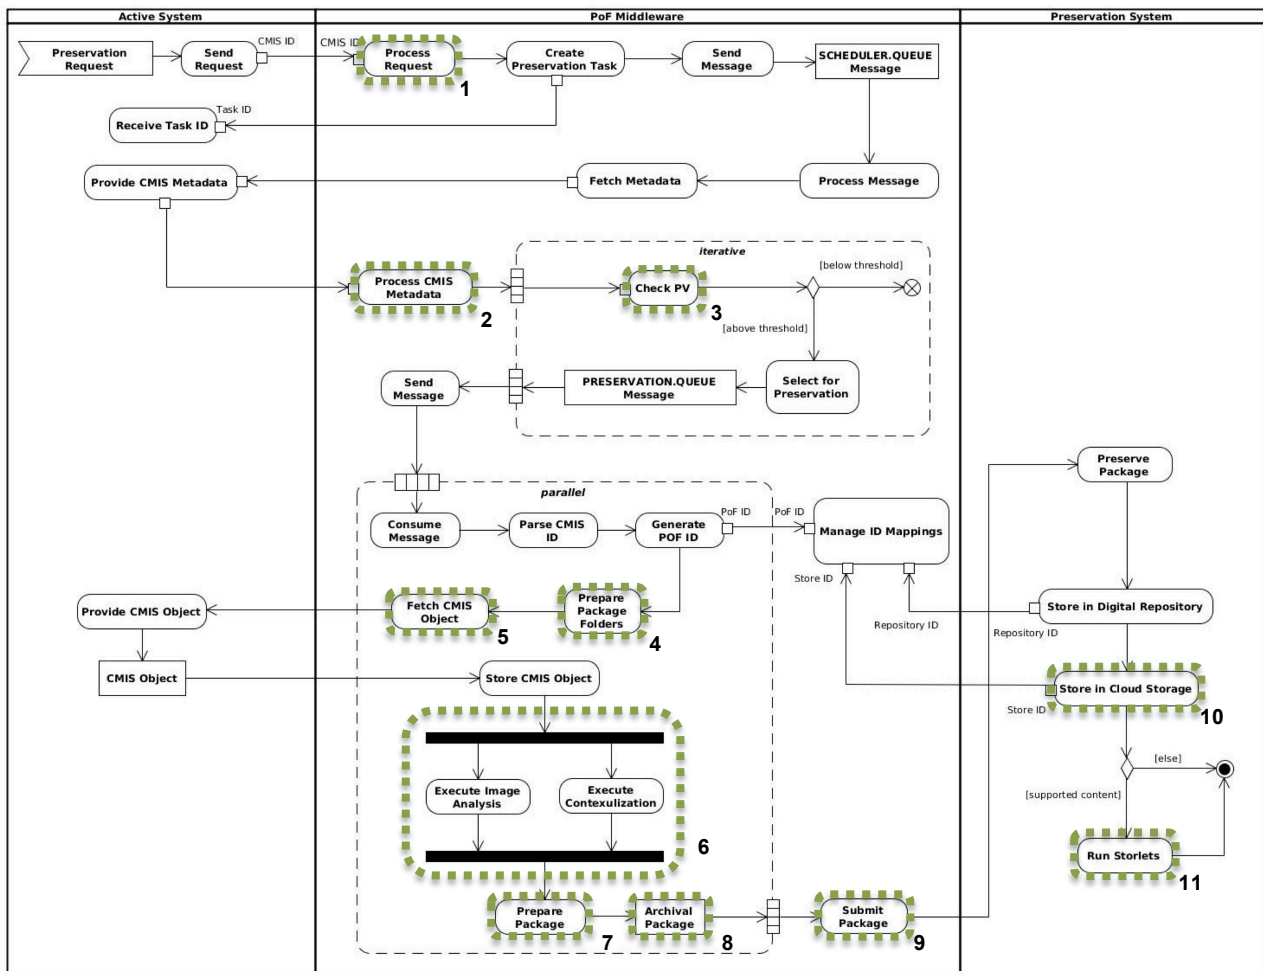 Active System
PoF Middleware
Preservation System
Preservation
Request
Send
Request
CMIS ID
CMIS ID
Process
Request
1
Create
Preservation Task
Send
Message
SCHEDULER.QUEUE
Message
Task ID
Receive Task ID
Provide CMIS Metadata
Fetch Metadata
Process Message
iterative
Process CMIS
Metadata
2
Check PV
3
[below threshold]
[above threshold]
Send
Message
PRESERVATION.QUEUE
Message
Select for
Preservation
Preserve
Package
parallel
Consume
Message
Parse CMIS
ID
Generate
POF ID
PoF ID
PoF ID
Manage ID Mappings
Store ID
Provide CMIS Object
Fetch CMIS
Object
5
Prepare
Package
Folders
4
Repository ID
Store in Digital Repository
Repository ID
CMIS Object
Store CMIS Object
Store in Cloud Storage
Store ID
10
Execute Image
Analysis
Execute
Contexulization
6
[else]
[supported content]
Run Storlets
11
Prepare
Package
7
Archival
Package
8
Submit
Package
9